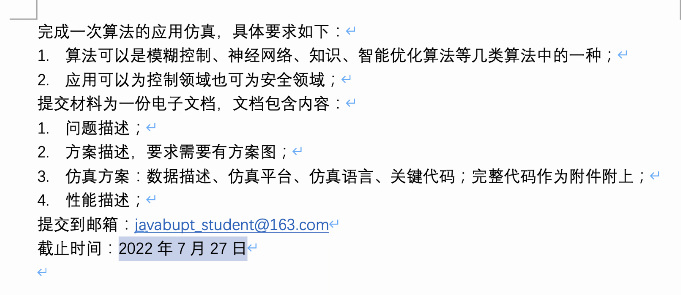 完成一次算法的应用仿真，具体要求如下：
1. 算法可以是模糊控制、神经网络、知识、智能优化算法等几类算法中的一种；
2. 应用可以为控制领域也可为安全领域；
提交材料为一份电子文档，文档包含内容：
1. 问题描述；
2. 方案描述，要求需要有方案图；
3. 仿真方案：数据描述、仿真平台、仿真语言、关键代码；完整代码作为附件附上；
4. 性能描述；
提交到邮箱：javabupt_student@163.com
截止时间：2022 年 7 月 27 日